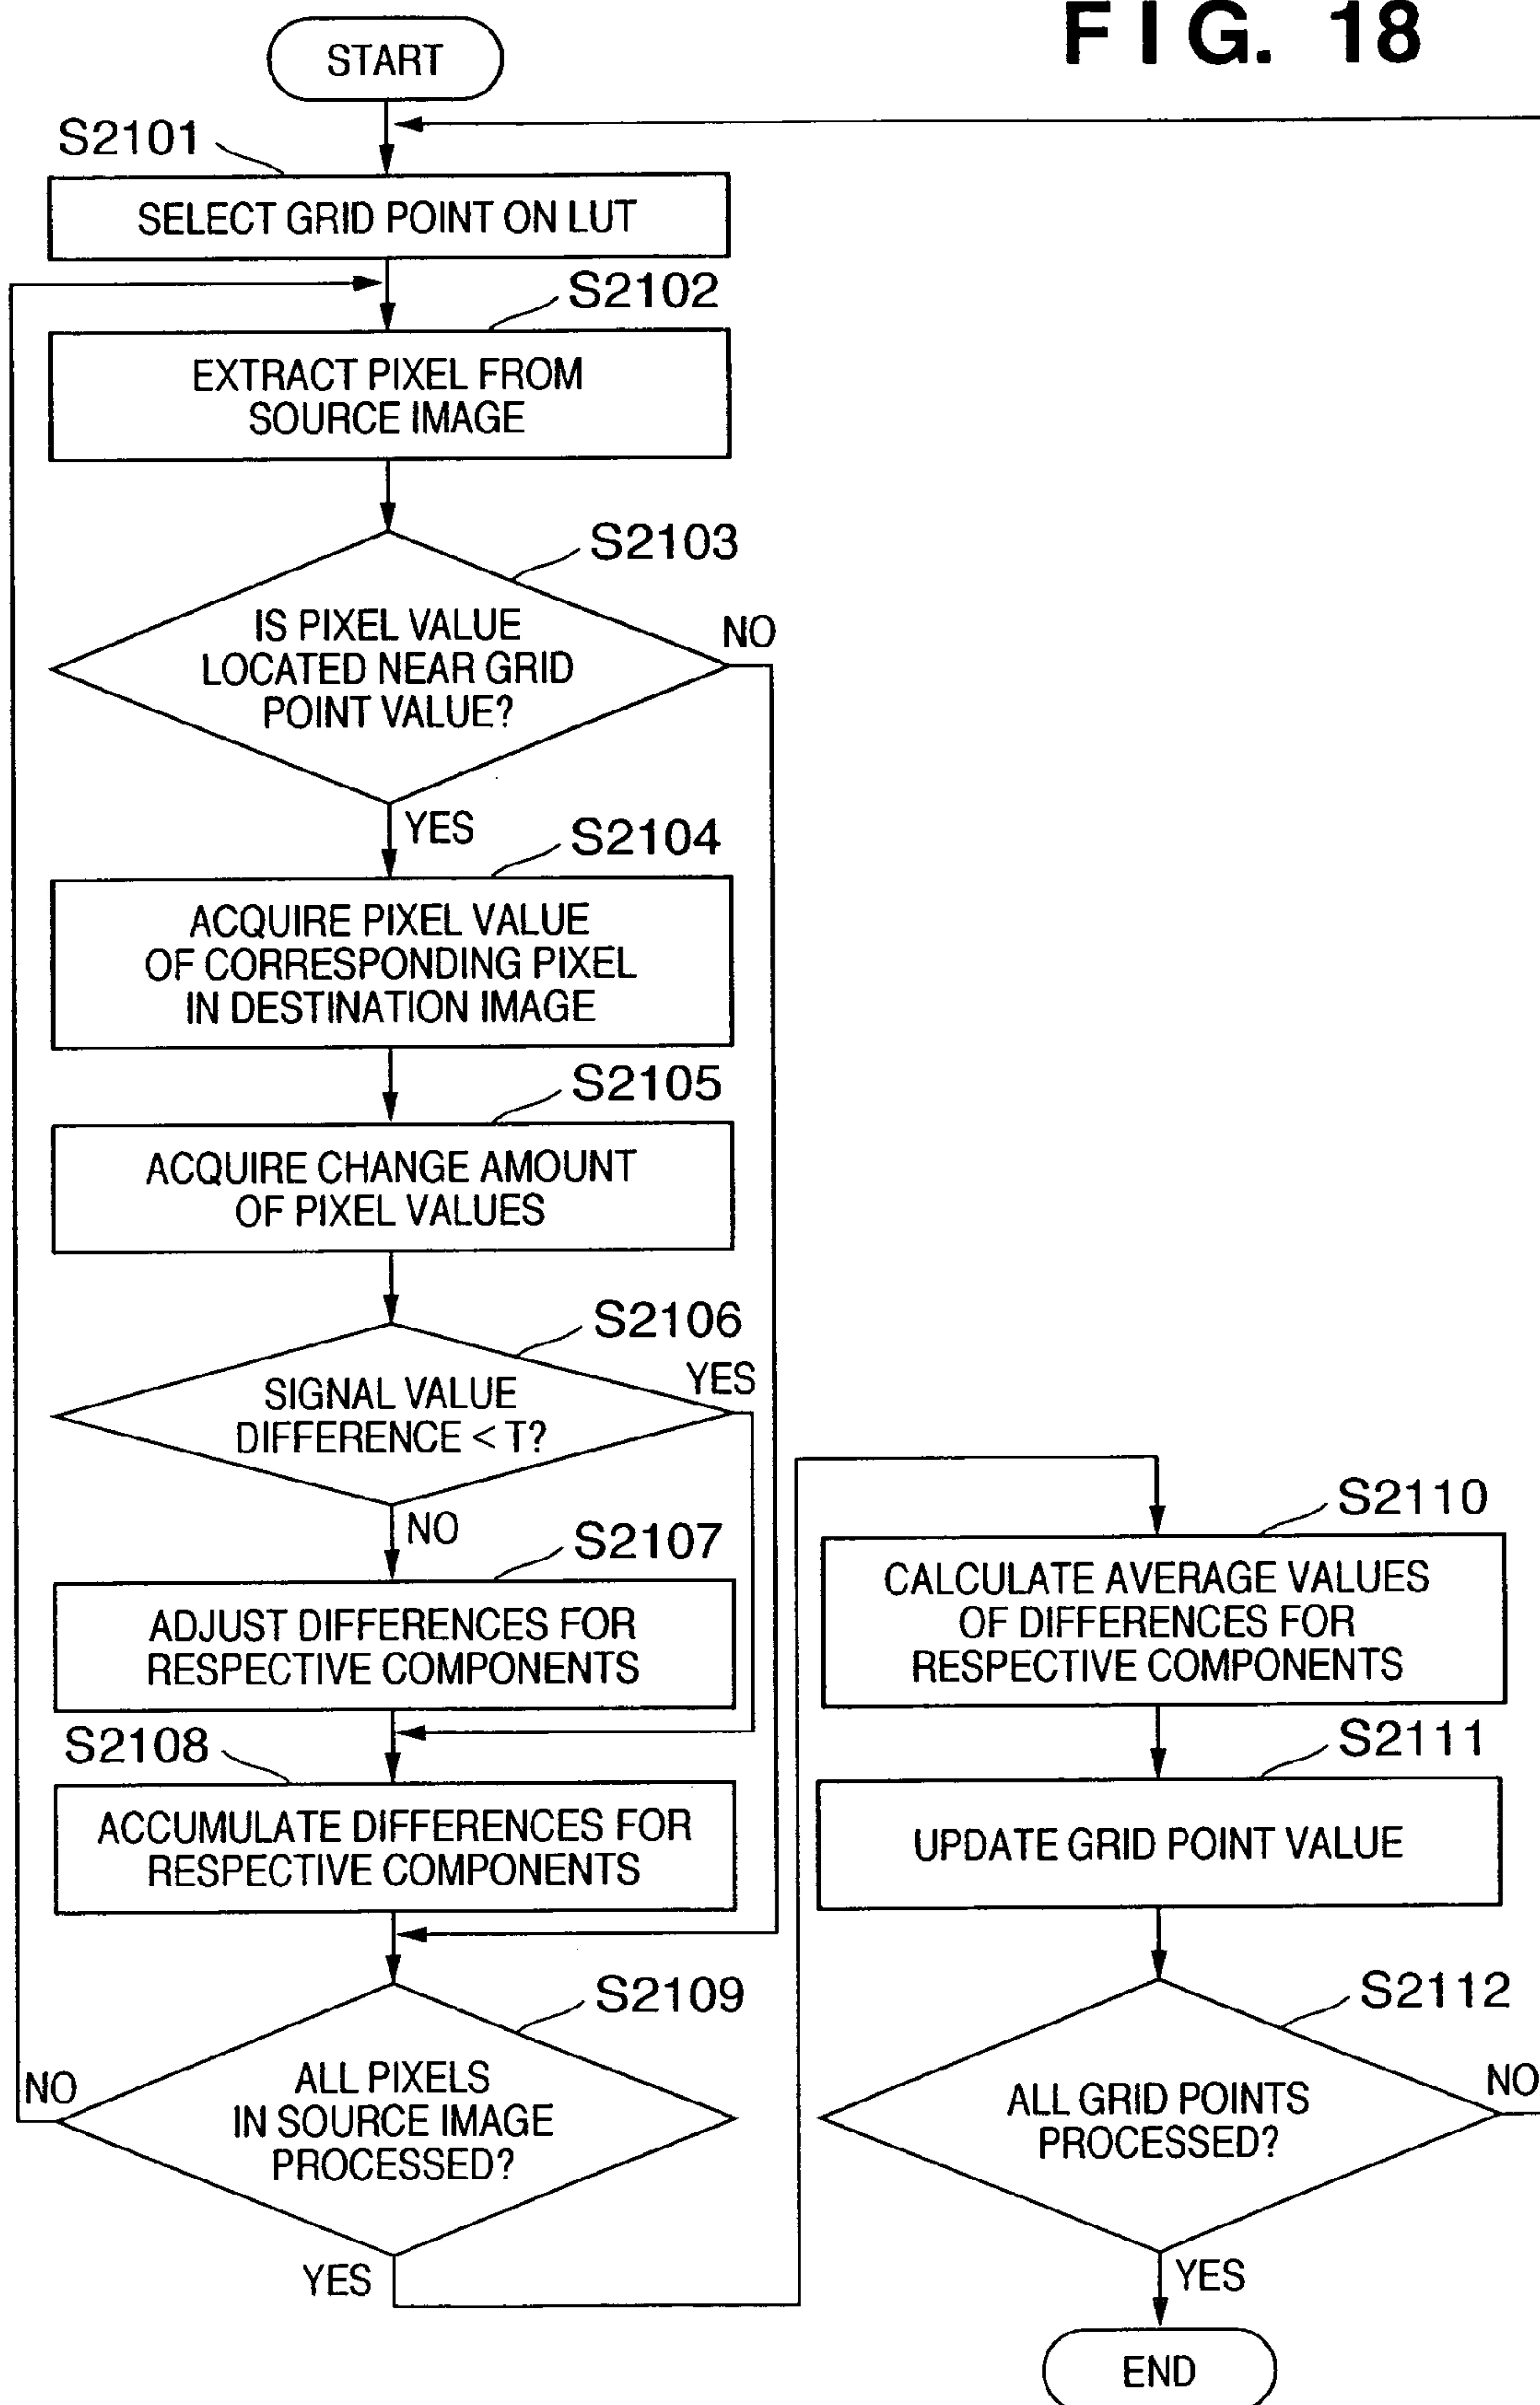 FIG. 18
START
S2101
SELECT GRID POINT ON LUT
S2102
EXTRACT PIXEL FROM
SOURCE IMAGE
S2103
IS PIXEL VALUE
LOCATED NEAR GRID
POINT VALUE?
NO
YES
S2104
ACQUIRE PIXEL VALUE
OF CORRESPONDING PIXEL
IN DESTINATION IMAGE
S2105
ACQUIRE CHANGE AMOUNT
OF PIXEL VALUES
S2106
SIGNAL VALUE
DIFFERENCE < T?
YES
NO
S2107
ADJUST DIFFERENCES FOR
RESPECTIVE COMPONENTS
S2108
ACCUMULATE DIFFERENCES FOR
RESPECTIVE COMPONENTS
S2109
ALL PIXELS
IN SOURCE IMAGE
PROCESSED?
NO
YES
S2110
CALCULATE AVERAGE VALUES
OF DIFFERENCES FOR
RESPECTIVE COMPONENTS
S2111
UPDATE GRID POINT VALUE
S2112
ALL GRID POINTS
PROCESSED?
NO
YES
END